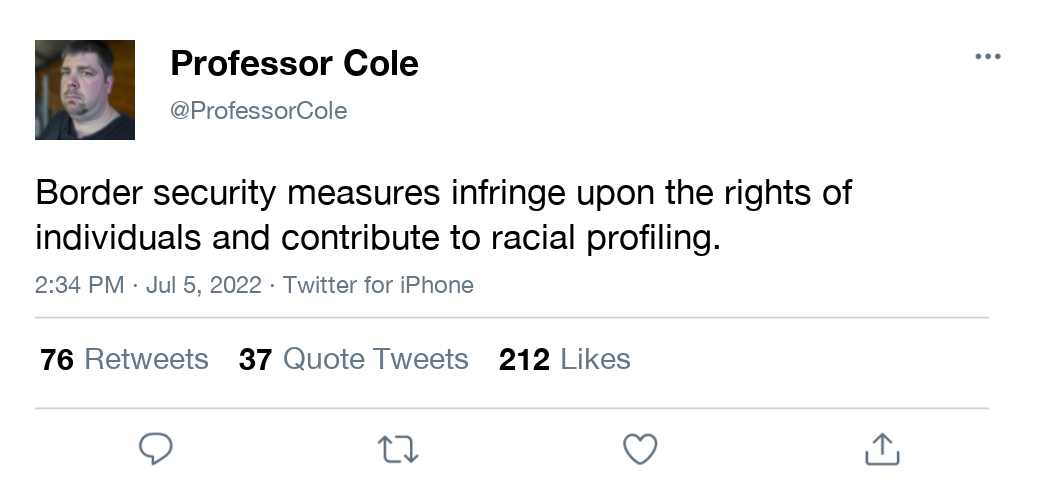 Professor Cole
@ProfessorCole
Border security measures infringe upon the rights of
individuals and contribute to racial profiling.
2:34 PM · Jul 5, 2022 · Twitter for iPhone
76 Retweets 37 Quote Tweets 212 Likes